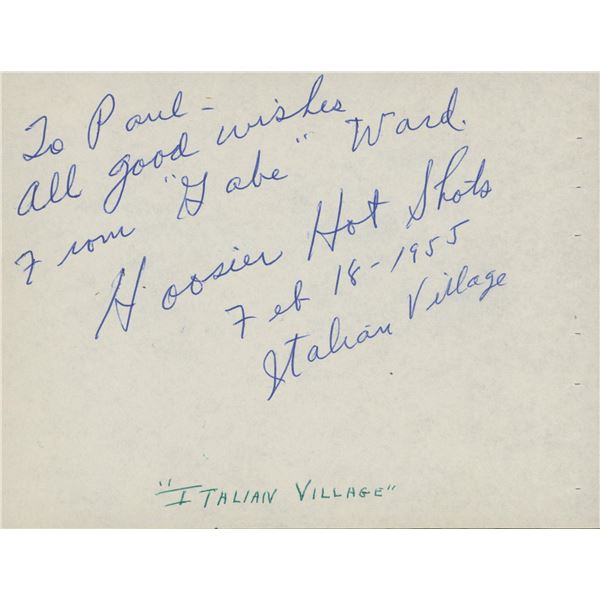 To Paul -
All good wishes
From "Gabe" Ward.
Hoosier Hot Shots
Feb 18-1955
Italian Village
"ITALIAN VILLAGE"